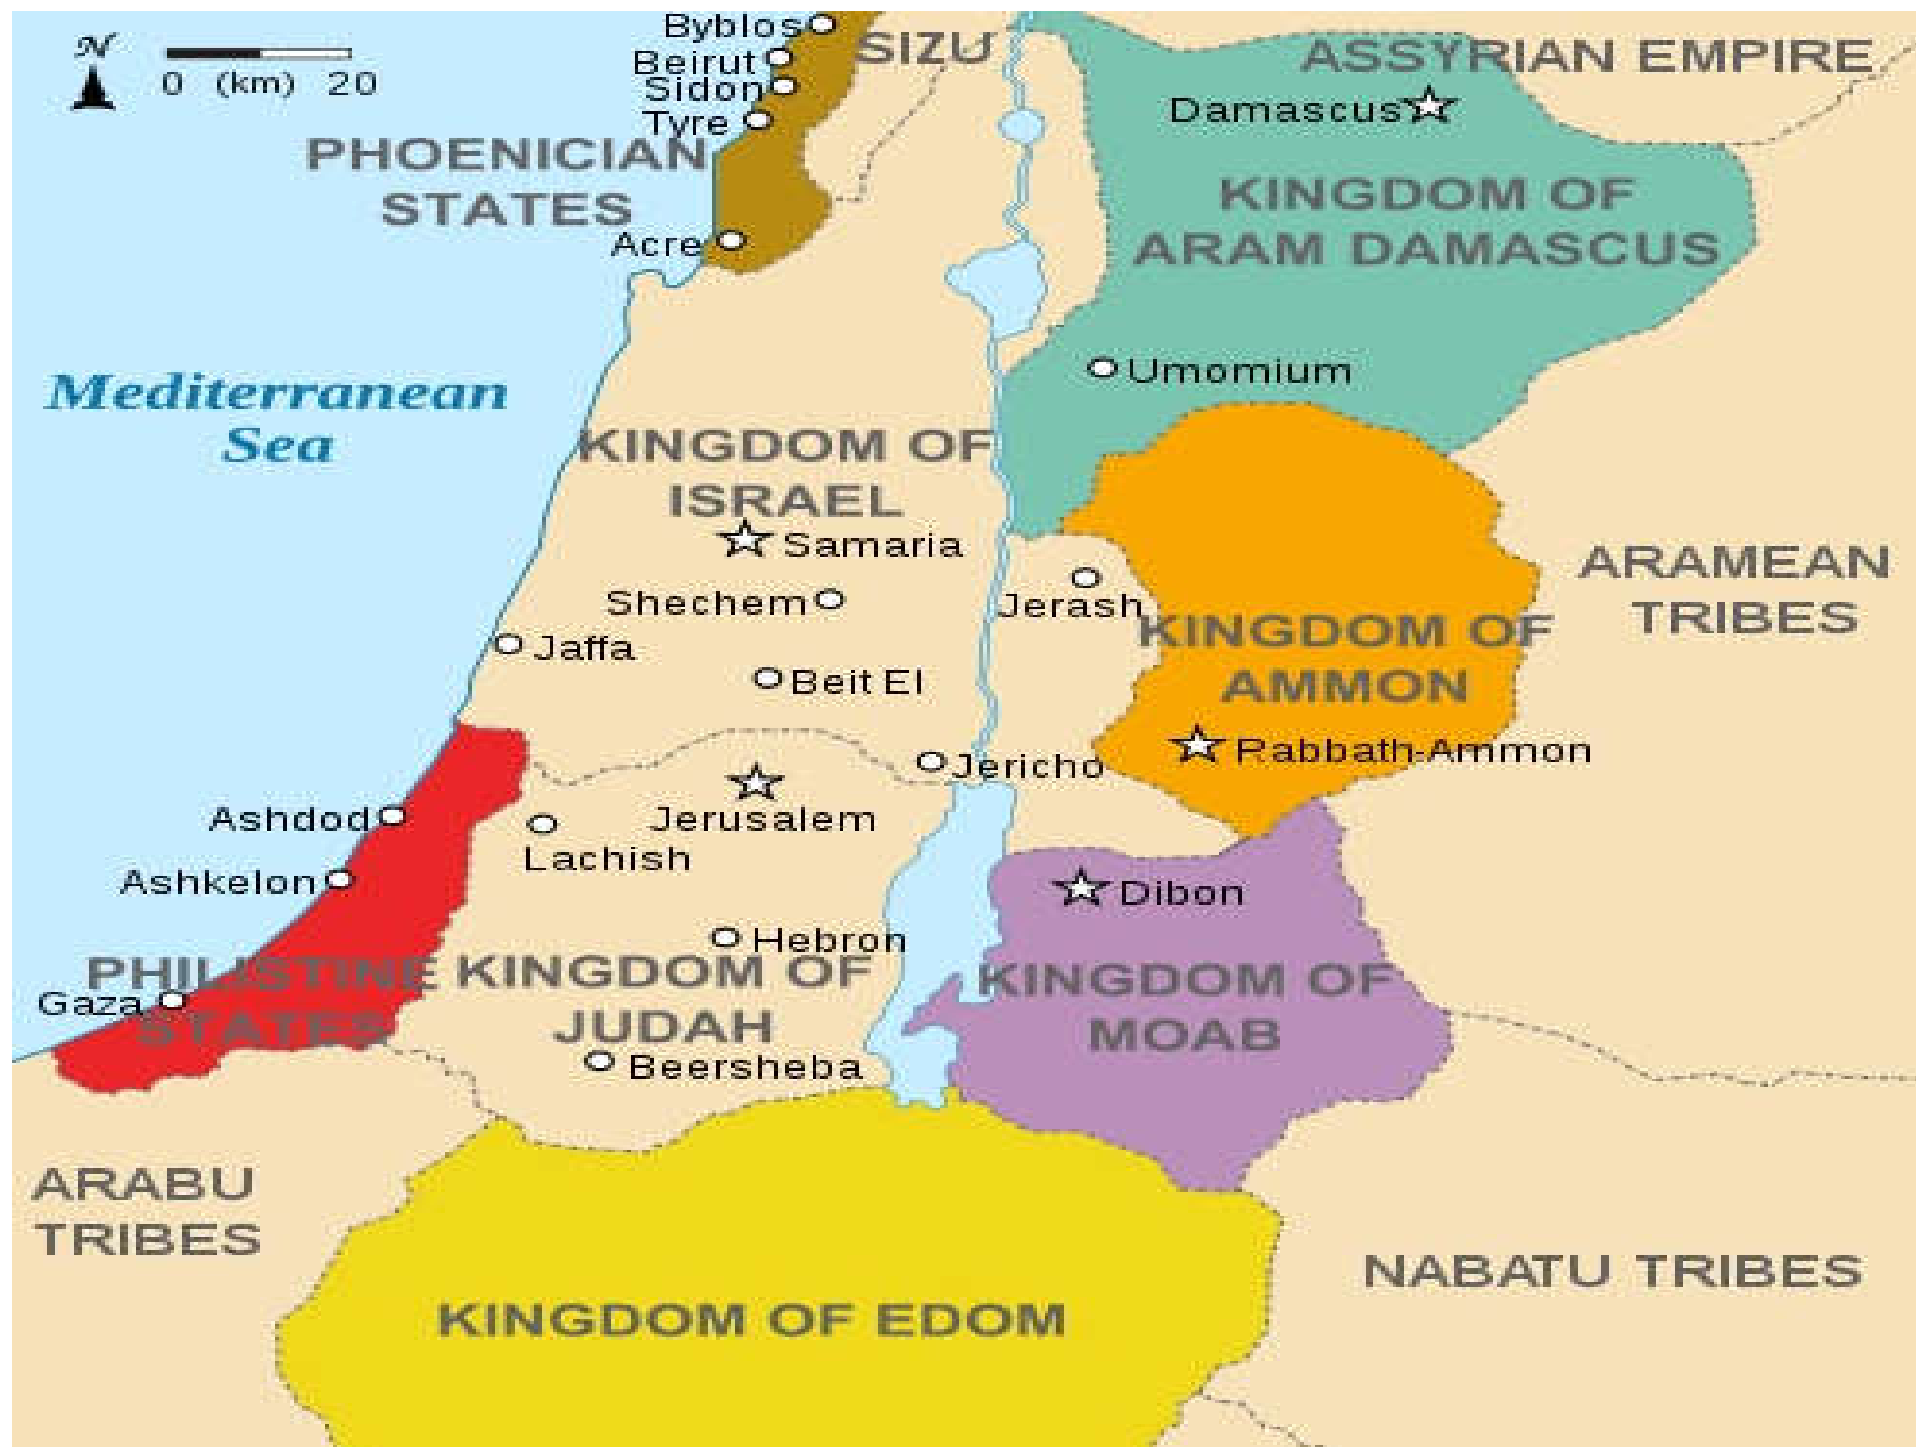 N
0 (km) 20
Byblos
Beirut
Sidon
Tyre
SIZU
ASSYRIAN EMPIRE
Damascus
PHOENICIAN
STATES
Acre
KINGDOM OF
ARAM DAMASCUS
Mediterranean
Sea
Umomium
KINGDOM OF
ISRAEL
Samaria
Shechem
Jaffa
Beit El
Jerash
KINGDOM OF
AMMON
Rabbath-Ammon
ARAMEAN
TRIBES
Jericho
Jerusalem
Ashdod
Lachish
Ashkelon
Dibon
Hebron
PHILISTINE
STATES
Gaza
KINGDOM OF
JUDAH
Beersheba
KINGDOM OF
MOAB
ARABU
TRIBES
NABATU TRIBES
KINGDOM OF EDOM